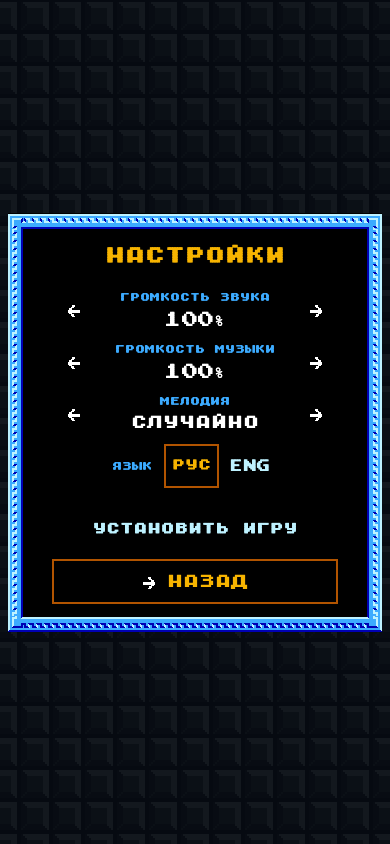 НАСТРОЙКИ
ГРОМКОСТЬ ЗВУКА
← 100% →
ГРОМКОСТЬ МУЗЫКИ
← 100% →
МЕЛОДИЯ
← СЛУЧАЙНО →
ЯЗЫК РУС ENG
УСТАНОВИТЬ ИГРУ
→ НАЗАД